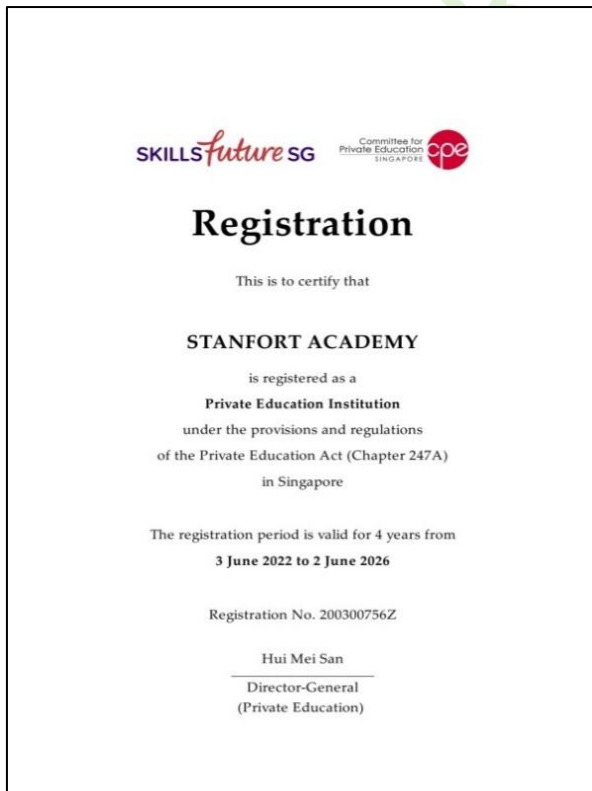 SKILLS future SG
Committee for
Private Education
SINGAPORE
cpe
Registration
This is to certify that
STANFORT ACADEMY
is registered as a
Private Education Institution
under the provisions and regulations
of the Private Education Act (Chapter 247A)
in Singapore
The registration period is valid for 4 years from
3 June 2022 to 2 June 2026
Registration No. 200300756Z
Hui Mei San
Director-General
(Private Education)